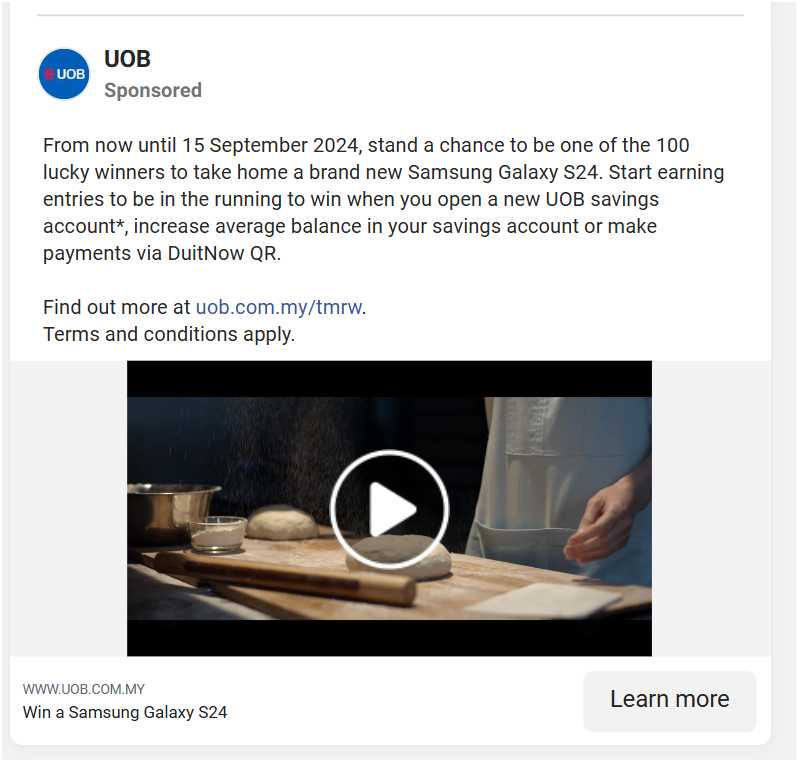 UOB
UOB
Sponsored
From now until 15 September 2024, stand a chance to be one of the 100
lucky winners to take home a brand new Samsung Galaxy S24. Start earning
entries to be in the running to win when you open a new UOB savings
account*, increase average balance in your savings account or make
payments via DuitNow QR.
Find out more at uob.com.my/tmrw.
Terms and conditions apply.
WWW.UOB.COM.MY
Win a Samsung Galaxy S24
Learn more